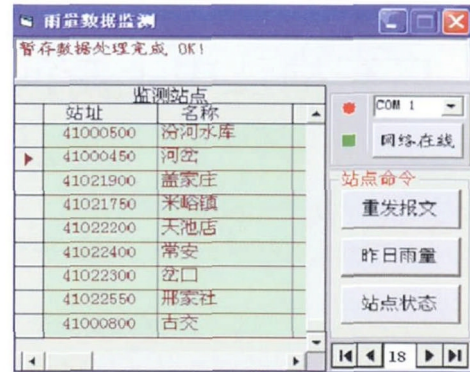 雨量数据监测
暂存数据处理完成, OK!
监测站点
站址 名称
41000500 汾河水库
41000450 河岔
41021900 盖家庄
41021750 米峪镇
41022200 天池店
41022400 常安
41022300 岔口
41022550 邢家社
41000800 古交
COM 1
网络在线
站点命令
重发报文
昨日雨量
站点状态
18